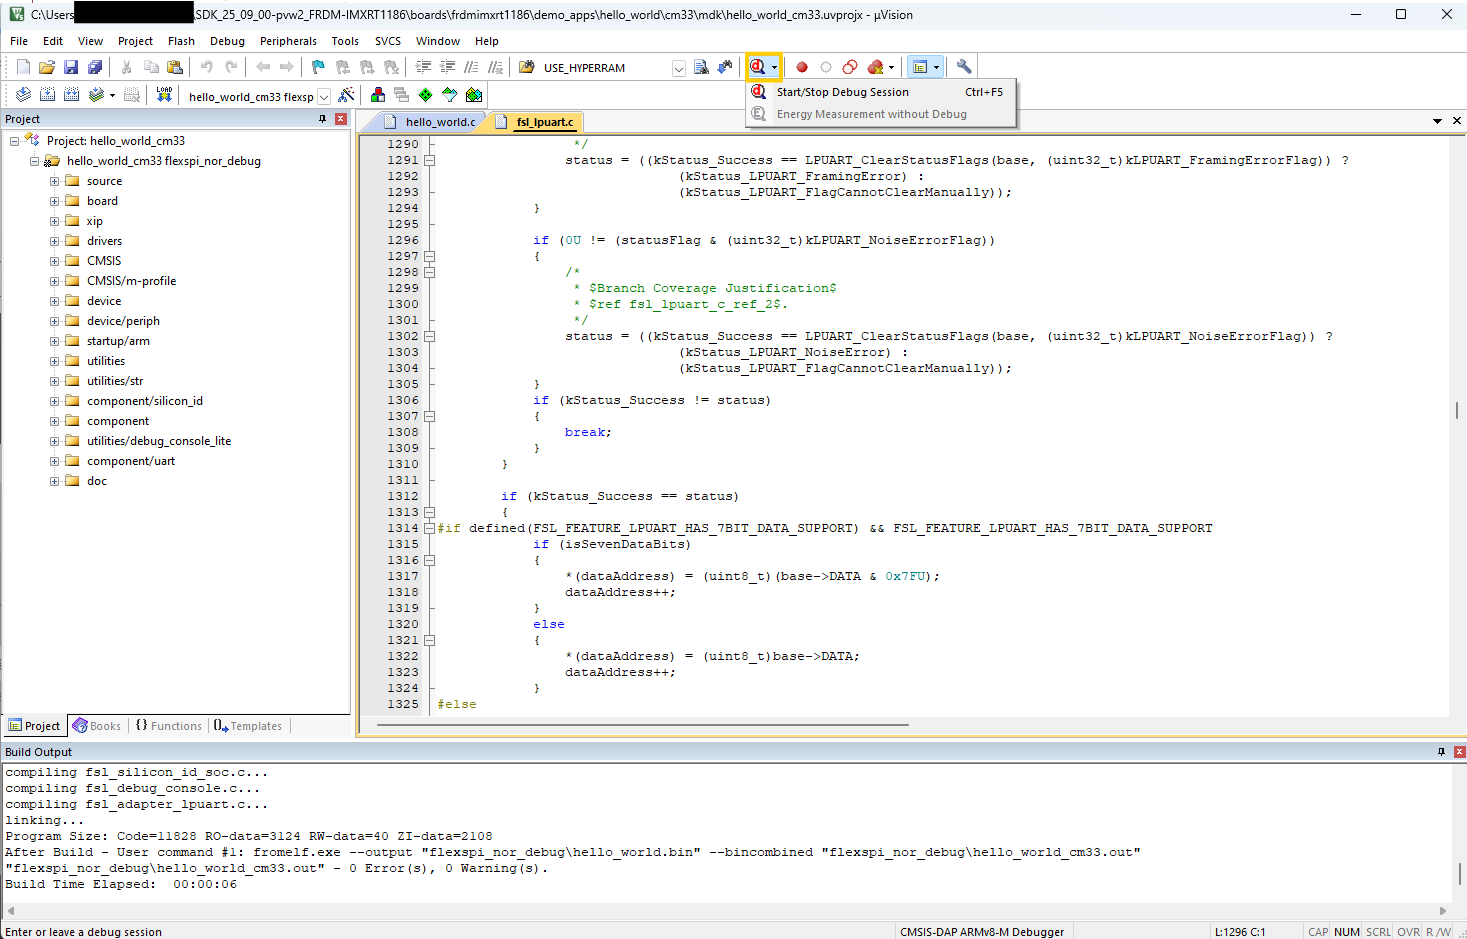 C:\Users \SDK_25_09_00-pvw2_FRDM-IMXRT1186\boards\frdmimxrt1186\demo_apps\hello_world\cm33\mdk\hello_world_cm33.uvprojx - µVision
File Edit View Project Flash Debug Peripherals Tools SVCS Window Help
USE_HYPERRAM
hello_world_cm33 flexsp
Start/Stop Debug Session Ctrl+F5
Energy Measurement without Debug
Project
Project: hello_world_cm33
hello_world_cm33 flexspi_nor_debug
source
board
xip
drivers
CMSIS
CMSIS/m-profile
device
device/periph
startup/arm
utilities
utilities/str
component/silicon_id
component
utilities/debug_console_lite
component/uart
doc
Project Books Functions Templates
hello_world.c fsl_lpuart.c
1290 */
1291 status = ((kStatus_Success == LPUART_ClearStatusFlags(base, (uint32_t)kLPUART_FramingErrorFlag)) ?
1292 (kStatus_LPUART_FramingError) :
1293 (kStatus_LPUART_FlagCannotClearManually));
1294 }
1295
1296 if (0U != (statusFlag & (uint32_t)kLPUART_NoiseErrorFlag))
1297 {
1298 /*
1299 * $Branch Coverage Justification$
1300 * $ref fsl_lpuart_c_ref_2$.
1301 */
1302 status = ((kStatus_Success == LPUART_ClearStatusFlags(base, (uint32_t)kLPUART_NoiseErrorFlag)) ?
1303 (kStatus_LPUART_NoiseError) :
1304 (kStatus_LPUART_FlagCannotClearManually));
1305 }
1306 if (kStatus_Success != status)
1307 {
1308 break;
1309 }
1310 }
1311
1312 if (kStatus_Success == status)
1313 {
1314 #if defined(FSL_FEATURE_LPUART_HAS_7BIT_DATA_SUPPORT) && FSL_FEATURE_LPUART_HAS_7BIT_DATA_SUPPORT
1315 if (isSevenDataBits)
1316 {
1317 *(dataAddress) = (uint8_t)(base->DATA & 0x7FU);
1318 dataAddress++;
1319 }
1320 else
1321 {
1322 *(dataAddress) = (uint8_t)base->DATA;
1323 dataAddress++;
1324 }
1325 #else
Build Output
compiling fsl_silicon_id_soc.c...
compiling fsl_debug_console.c...
compiling fsl_adapter_lpuart.c...
linking...
Program Size: Code=11828 RO-data=3124 RW-data=40 ZI-data=2108
After Build - User command #1: fromelf.exe --output "flexspi_nor_debug\hello_world.bin" --bincombined "flexspi_nor_debug\hello_world_cm33.out"
"flexspi_nor_debug\hello_world_cm33.out" - 0 Error(s), 0 Warning(s).
Build Time Elapsed: 00:00:06
Enter or leave a debug session CMSIS-DAP ARMv8-M Debugger L:1296 C:1 CAP NUM SCRL OVR R /W